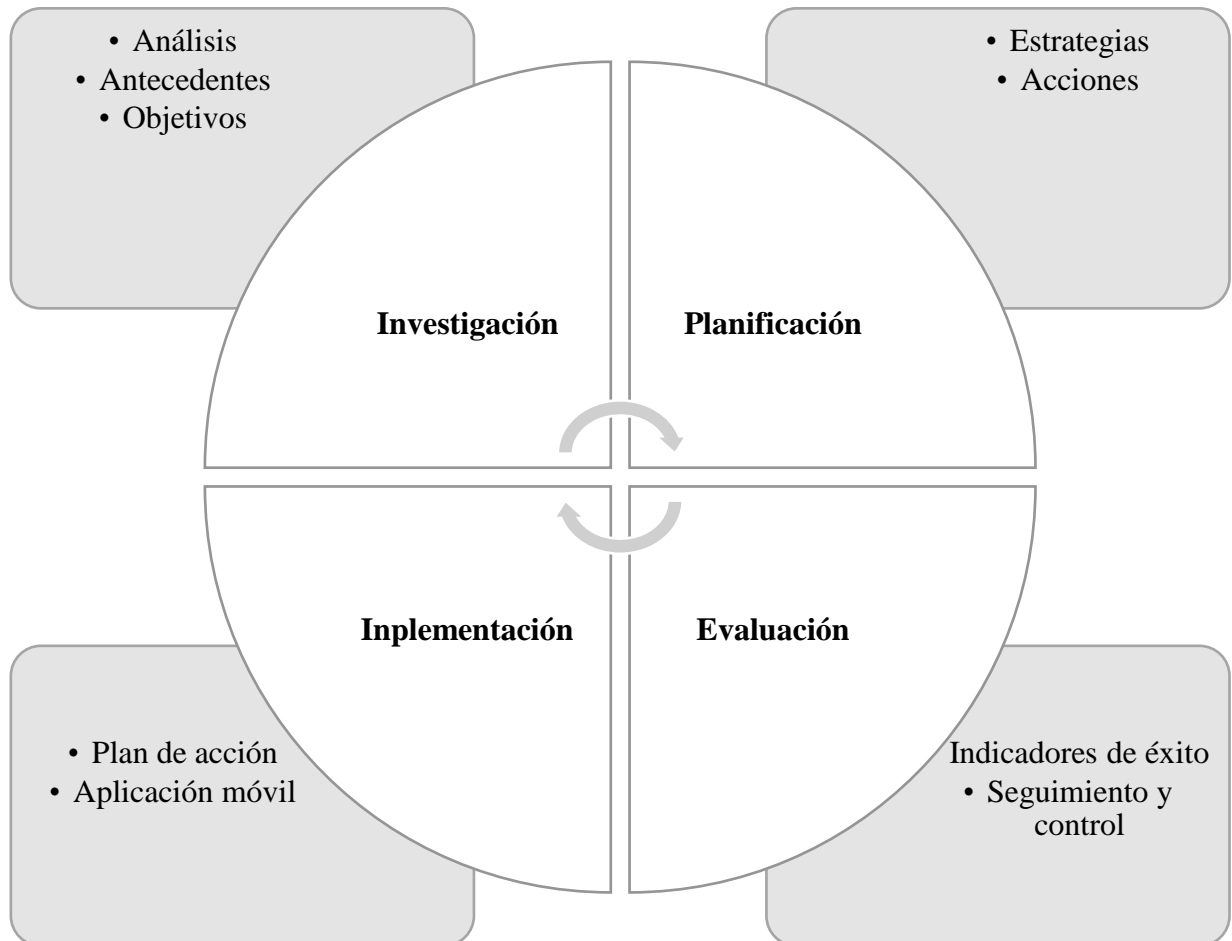 • Análisis
• Antecedentes
• Objetivos
• Estrategias
• Acciones
Investigación
Planificación
Inplementación
Evaluación
• Plan de acción
• Aplicación móvil
Indicadores de éxito
• Seguimiento y
control